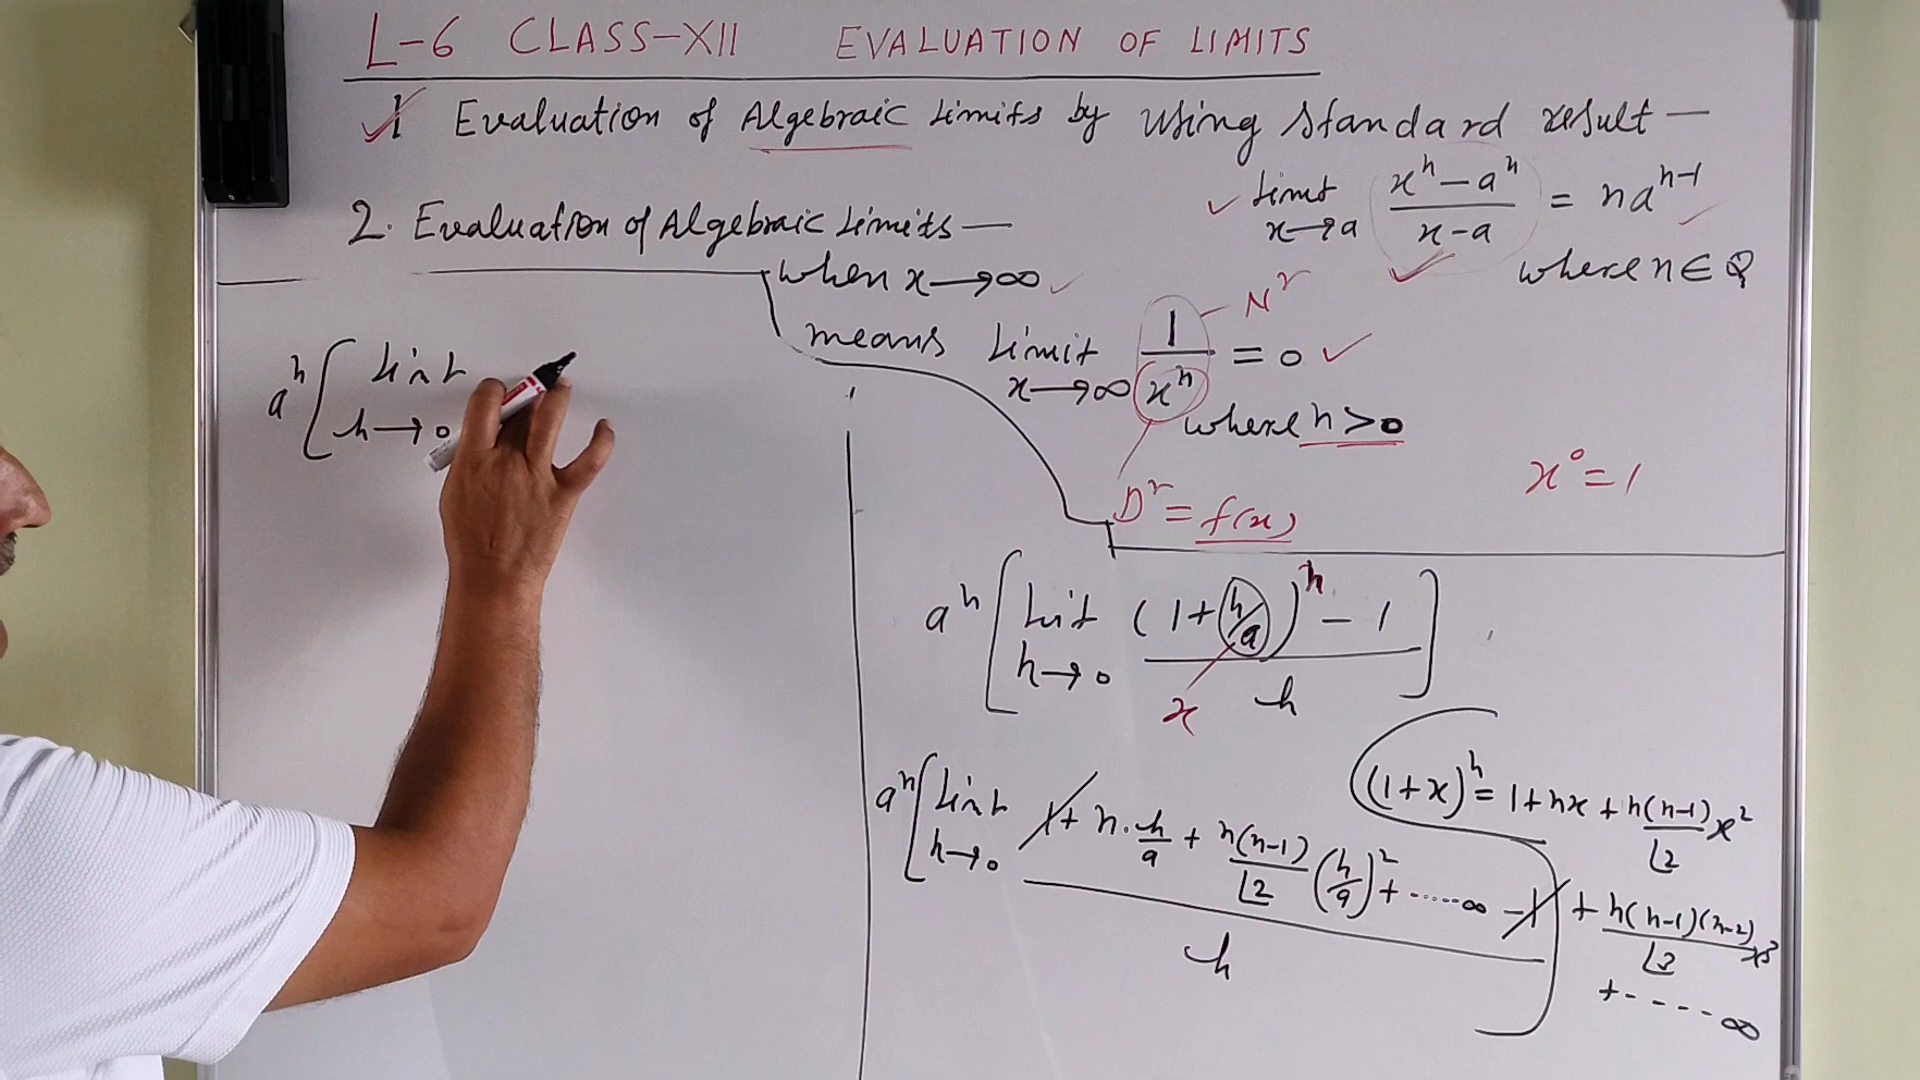 L-6 CLASS-XII EVALUATION OF LIMITS
1 Evaluation of Algebraic Limits by using standard result —
limit x→a (xⁿ - aⁿ)/(x-a) = naⁿ⁻¹
where n ∈ Q
2. Evaluation of Algebraic Limits —
when x→∞
means Limit x→∞ 1/xⁿ = 0
Nʳ
where n > 0
Dʳ = f(x)
x⁰ = 1
aⁿ [ Limt h→0 ((1 + h/a)ⁿ - 1)/h ]
x
aⁿ [ Limt h→0 (1 + n·h/a + n(n-1)/⌊2 (h/a)² + ......∞ - 1)/h ]
(1+x)ⁿ = 1 + nx + n(n-1)/⌊2 x²
+ n(n-1)(n-2)/⌊3 x³
+ ----- ∞
aⁿ [ Limt h→0